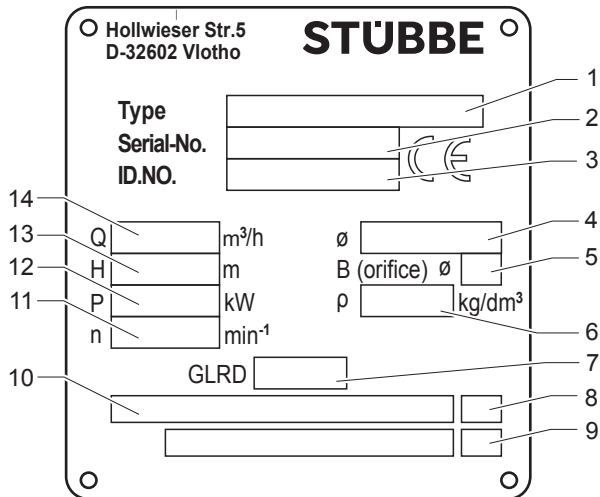 Hollwieser Str.5
D-32602 Vlotho
STÜBBE
Type
Serial-No.
ID.NO.
CE
1
2
3
14
Q m³/h
ø
4
13
H m
B (orifice) ø
5
12
P kW
ρ kg/dm³
6
11
n min⁻¹
GLRD
7
10
8
9